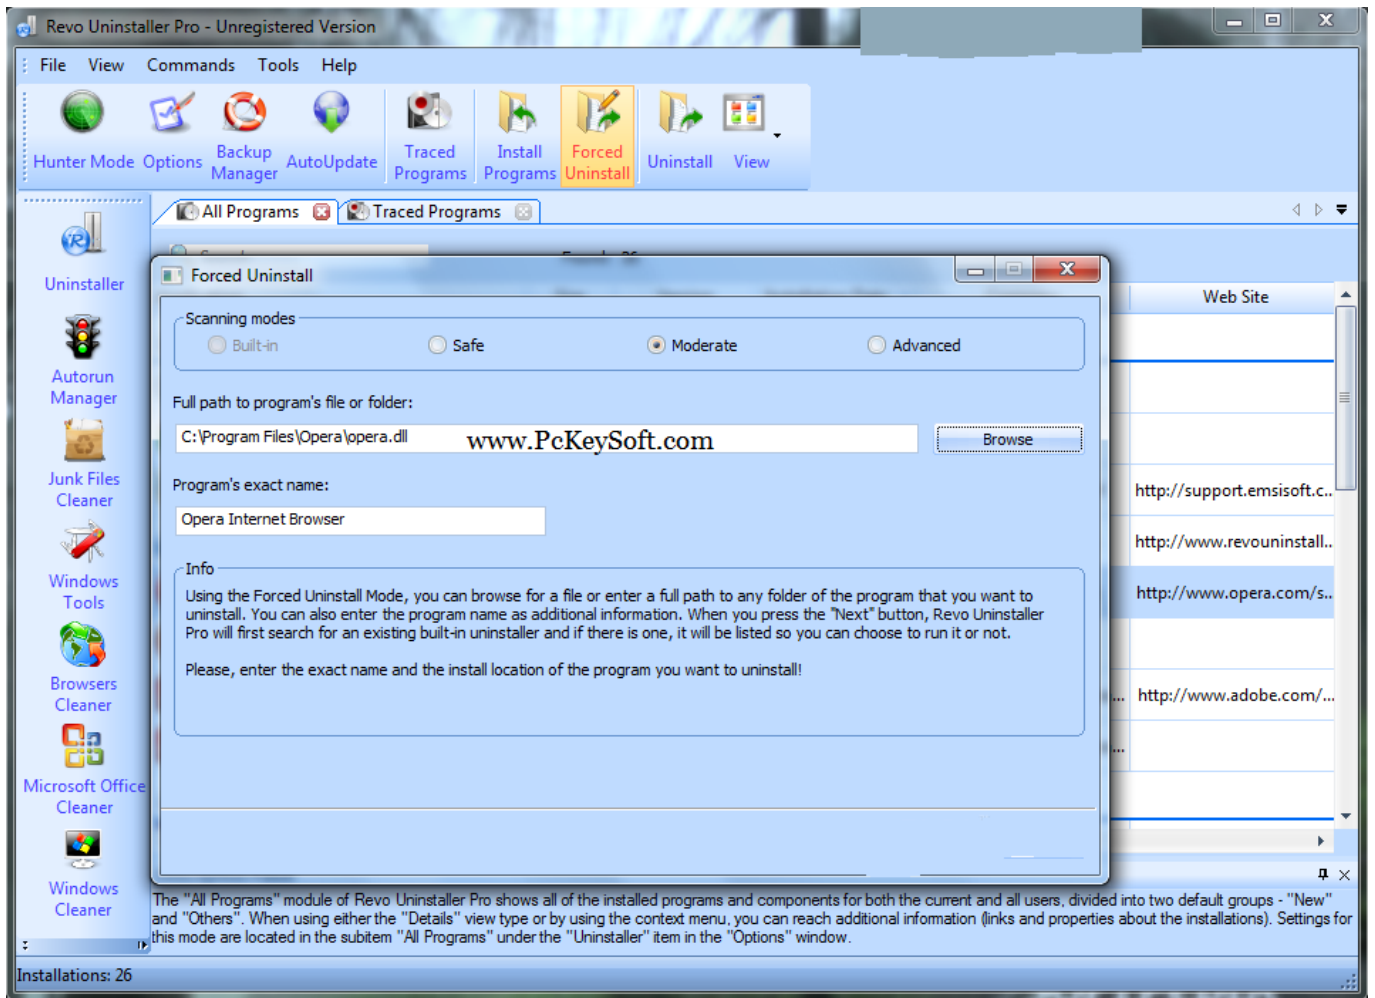 Revo Uninstaller Pro - Unregistered Version
File View Commands Tools Help
Hunter Mode
Options
Backup
Manager
AutoUpdate
Traced
Programs
Install
Programs
Forced
Uninstall
Uninstall
View
All Programs
Traced Programs
Uninstaller
Autorun
Manager
Junk Files
Cleaner
Windows
Tools
Browsers
Cleaner
Microsoft Office
Cleaner
Windows
Cleaner
Forced Uninstall
Scanning modes
Built-in Safe Moderate Advanced
Full path to program's file or folder:
C:\Program Files\Opera\opera.dll
www.PcKeySoft.com
Browse
Program's exact name:
Opera Internet Browser
Info
Using the Forced Uninstall Mode, you can browse for a file or enter a full path to any folder of the program that you want to
uninstall. You can also enter the program name as additional information. When you press the "Next" button, Revo Uninstaller
Pro will first search for an existing built-in uninstaller and if there is one, it will be listed so you can choose to run it or not.
Please, enter the exact name and the install location of the program you want to uninstall!
Web Site
http://support.emsisoft.c..
http://www.revouninstall..
http://www.opera.com/s..
... http://www.adobe.com/...
...
The "All Programs" module of Revo Uninstaller Pro shows all of the installed programs and components for both the current and all users, divided into two default groups - "New"
and "Others". When using either the "Details" view type or by using the context menu, you can reach additional information (links and properties about the installations). Settings for
this mode are located in the subitem "All Programs" under the "Uninstaller" item in the "Options" window.
Installations: 26